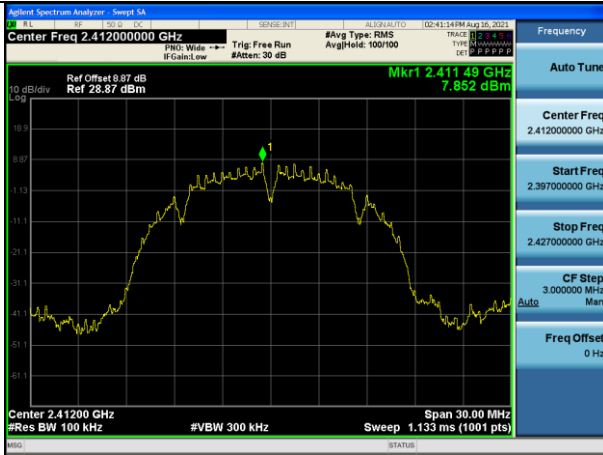 Agilent Spectrum Analyzer - Swept SA
RL RF 50 Ω DC SENSE:INT ALIGNAUTO 02:41:14 PM Aug 16, 2021
Center Freq 2.412000000 GHz
PNO: Wide
IFGain:Low
Trig: Free Run
#Atten: 30 dB
#Avg Type: RMS
Avg|Hold: 100/100
TRACE 1 2 3 4 5 6
TYPE M
DET P P P P P P
Mkr1 2.411 49 GHz
7.852 dBm
Ref Offset 8.87 dB
Ref 28.87 dBm
10 dB/div
Log
18.9
8.87
-1.13
-11.1
-21.1
-31.1
-41.1
-51.1
-61.1
1
Center 2.41200 GHz
Span 30.00 MHz
#Res BW 100 kHz
#VBW 300 kHz
Sweep 1.133 ms (1001 pts)
MSG
STATUS
Frequency
Auto Tune
Center Freq
2.412000000 GHz
Start Freq
2.397000000 GHz
Stop Freq
2.427000000 GHz
CF Step
3.000000 MHz
Auto Man
Freq Offset
0 Hz